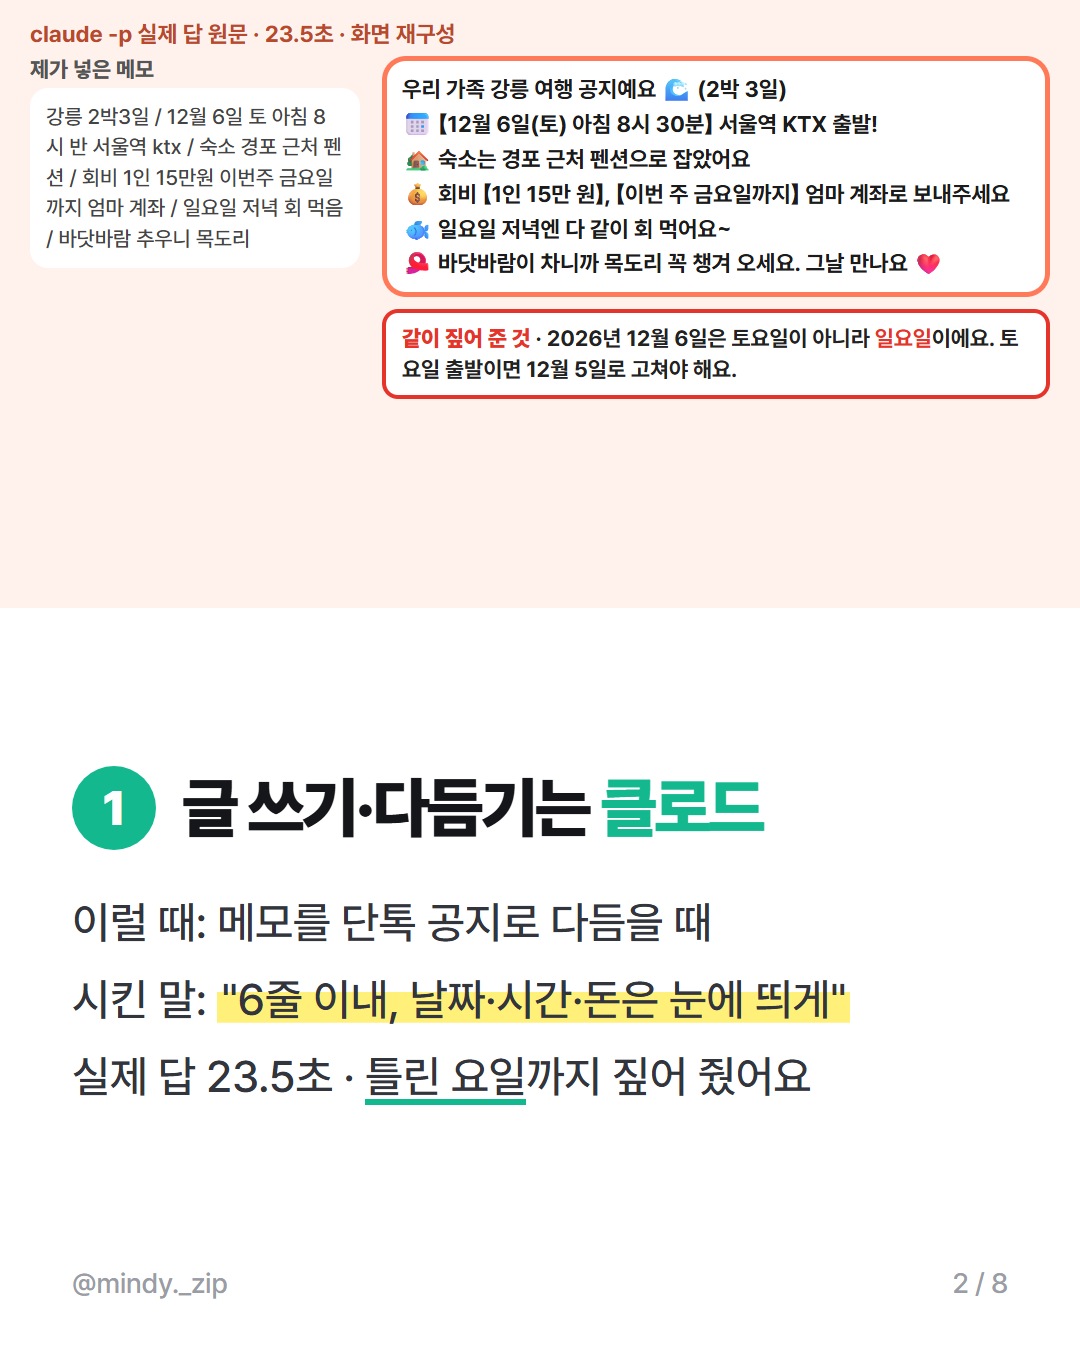 claude -p 실제 답 원문 · 23.5초 · 화면 재구성
제가 넣은 메모
강릉 2박3일 / 12월 6일 토 아침 8
시 반 서울역 ktx / 숙소 경포 근처 펜
션 / 회비 1인 15만원 이번주 금요일
까지 엄마 계좌 / 일요일 저녁 회 먹음
/ 바닷바람 추우니 목도리
우리 가족 강릉 여행 공지예요 🌊 (2박 3일)
🗓️【12월 6일(토) 아침 8시 30분】 서울역 KTX 출발!
🏡 숙소는 경포 근처 펜션으로 잡았어요
💰 회비【1인 15만 원】,【이번 주 금요일까지】 엄마 계좌로 보내주세요
🐟 일요일 저녁엔 다 같이 회 먹어요~
🧣 바닷바람이 차니까 목도리 꼭 챙겨 오세요. 그날 만나요 ❤️
같이 짚어 준 것 · 2026년 12월 6일은 토요일이 아니라 일요일이에요. 토
요일 출발이면 12월 5일로 고쳐야 해요.
1 글 쓰기·다듬기는 클로드
이럴 때: 메모를 단톡 공지로 다듬을 때
시킨 말: "6줄 이내, 날짜·시간·돈은 눈에 띄게"
실제 답 23.5초 · 틀린 요일까지 짚어 줬어요
@mindy._zip
2 / 8